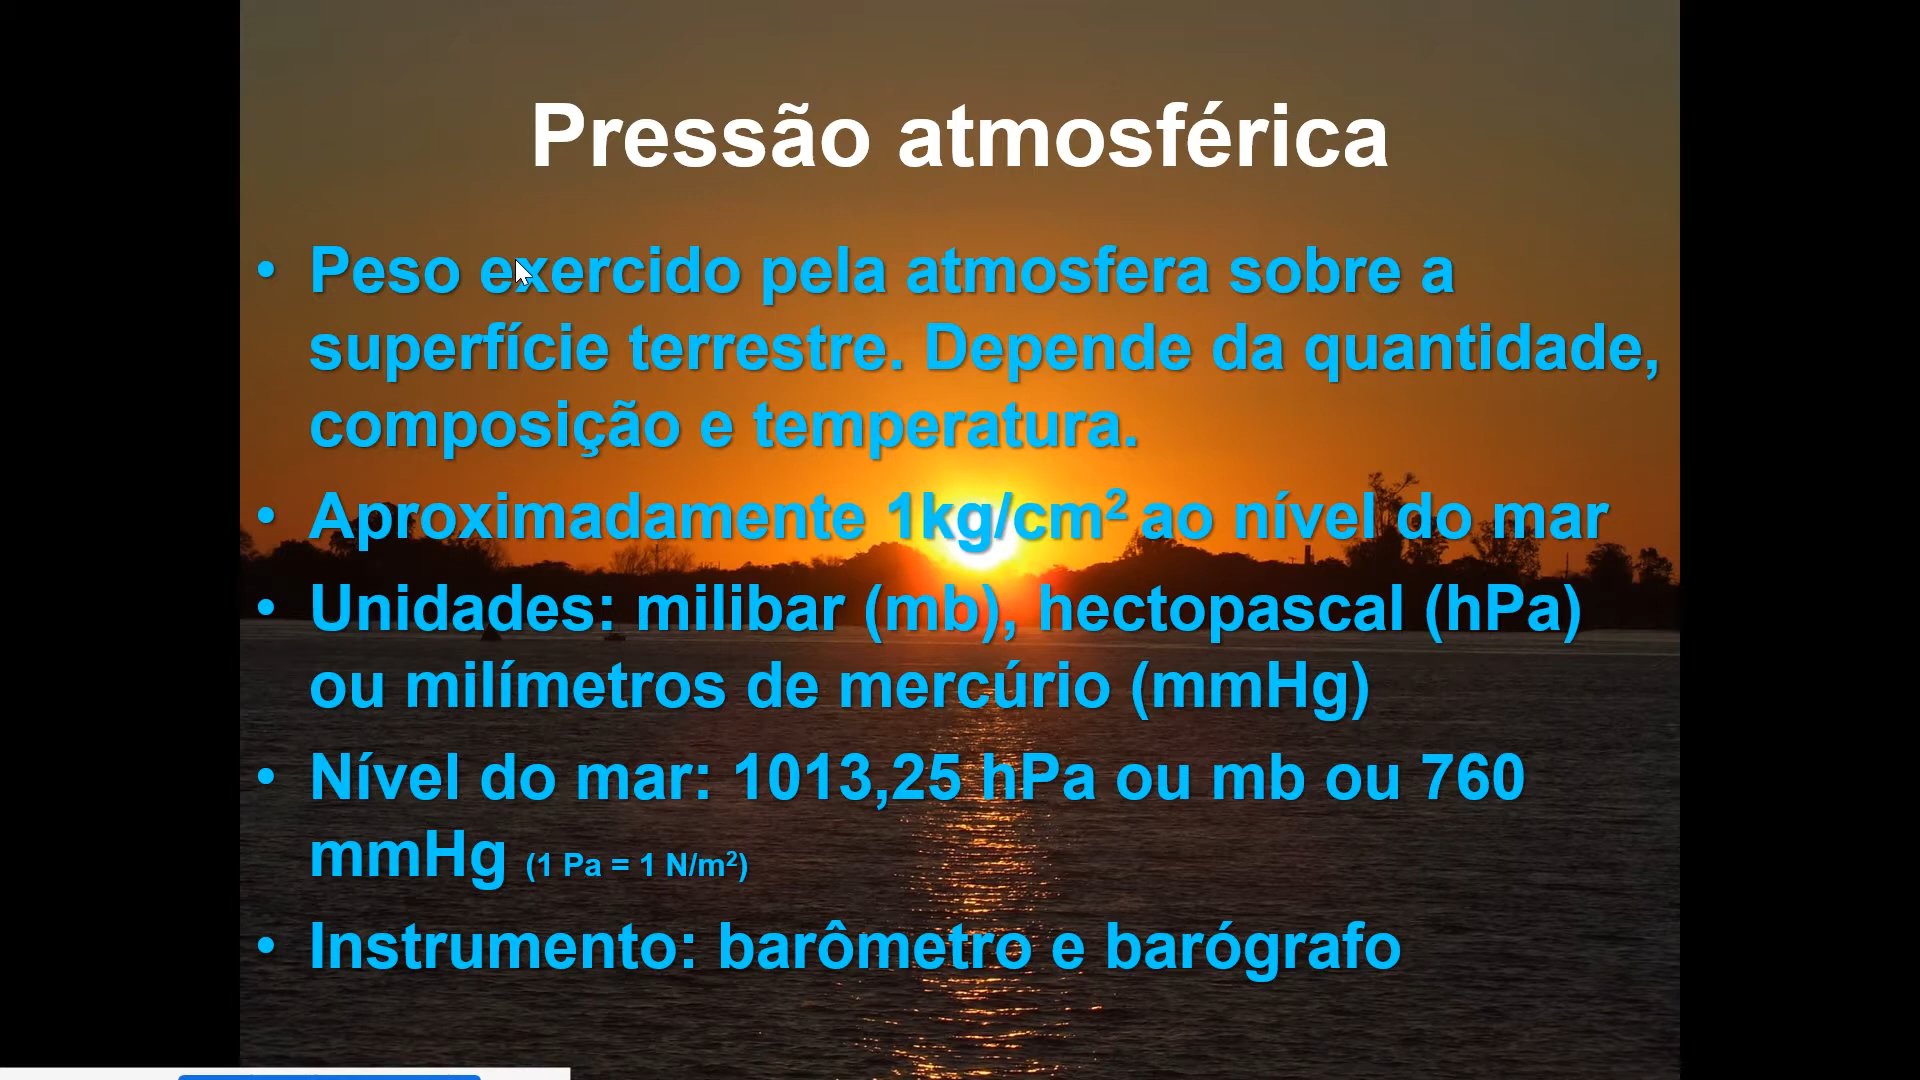 Pressão atmosférica
• Peso exercido pela atmosfera sobre a
superfície terrestre. Depende da quantidade,
composição e temperatura.
• Aproximadamente 1kg/cm² ao nível do mar
• Unidades: milibar (mb), hectopascal (hPa)
ou milímetros de mercúrio (mmHg)
• Nível do mar: 1013,25 hPa ou mb ou 760
mmHg (1 Pa = 1 N/m²)
• Instrumento: barômetro e barógrafo